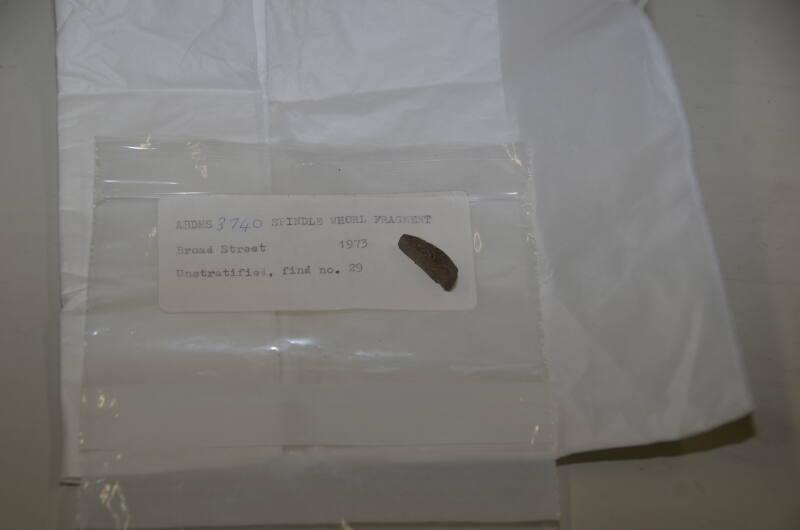 ABDMS 3740 SPINDLE WHORL FRAGMENT
Broad Street 1973
Unstratified, find no. 29